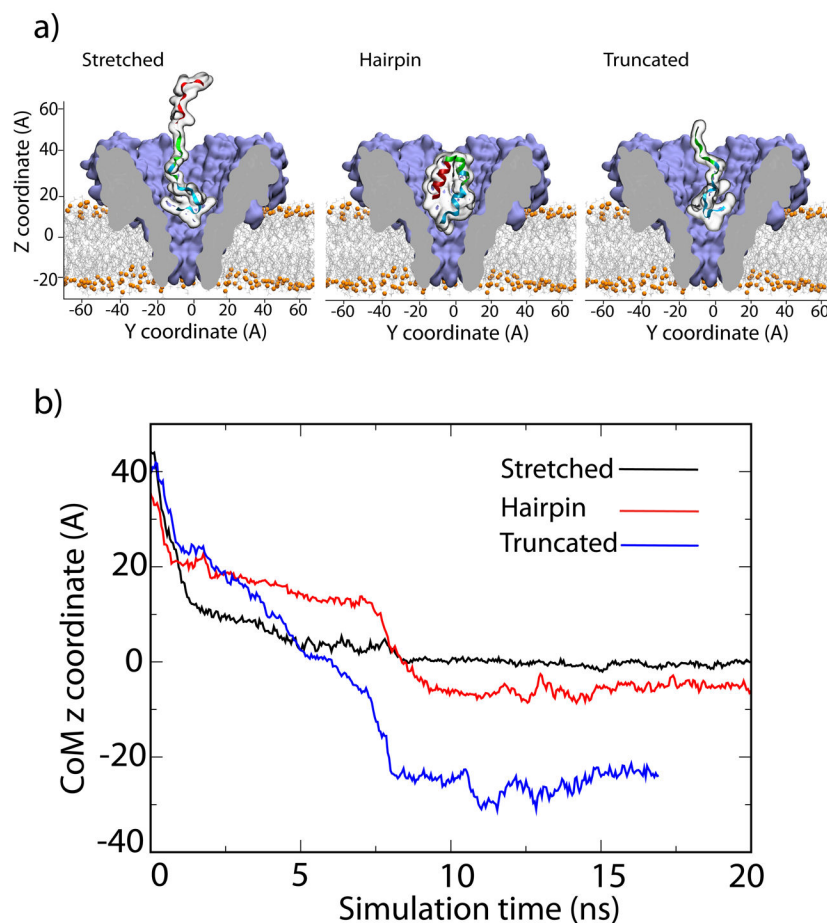 a)
Stretched
Hairpin
Truncated
Z coordinate (A)
60
40
20
0
-20
-60 -40 -20 0 20 40 60
-60 -40 -20 0 20 40 60
-60 -40 -20 0 20 40 60
Y coordinate (A)
Y coordinate (A)
Y coordinate (A)
b)
CoM z coordinate (A)
40
20
0
-20
-40
Stretched
Hairpin
Truncated
0 5 10 15 20
Simulation time (ns)